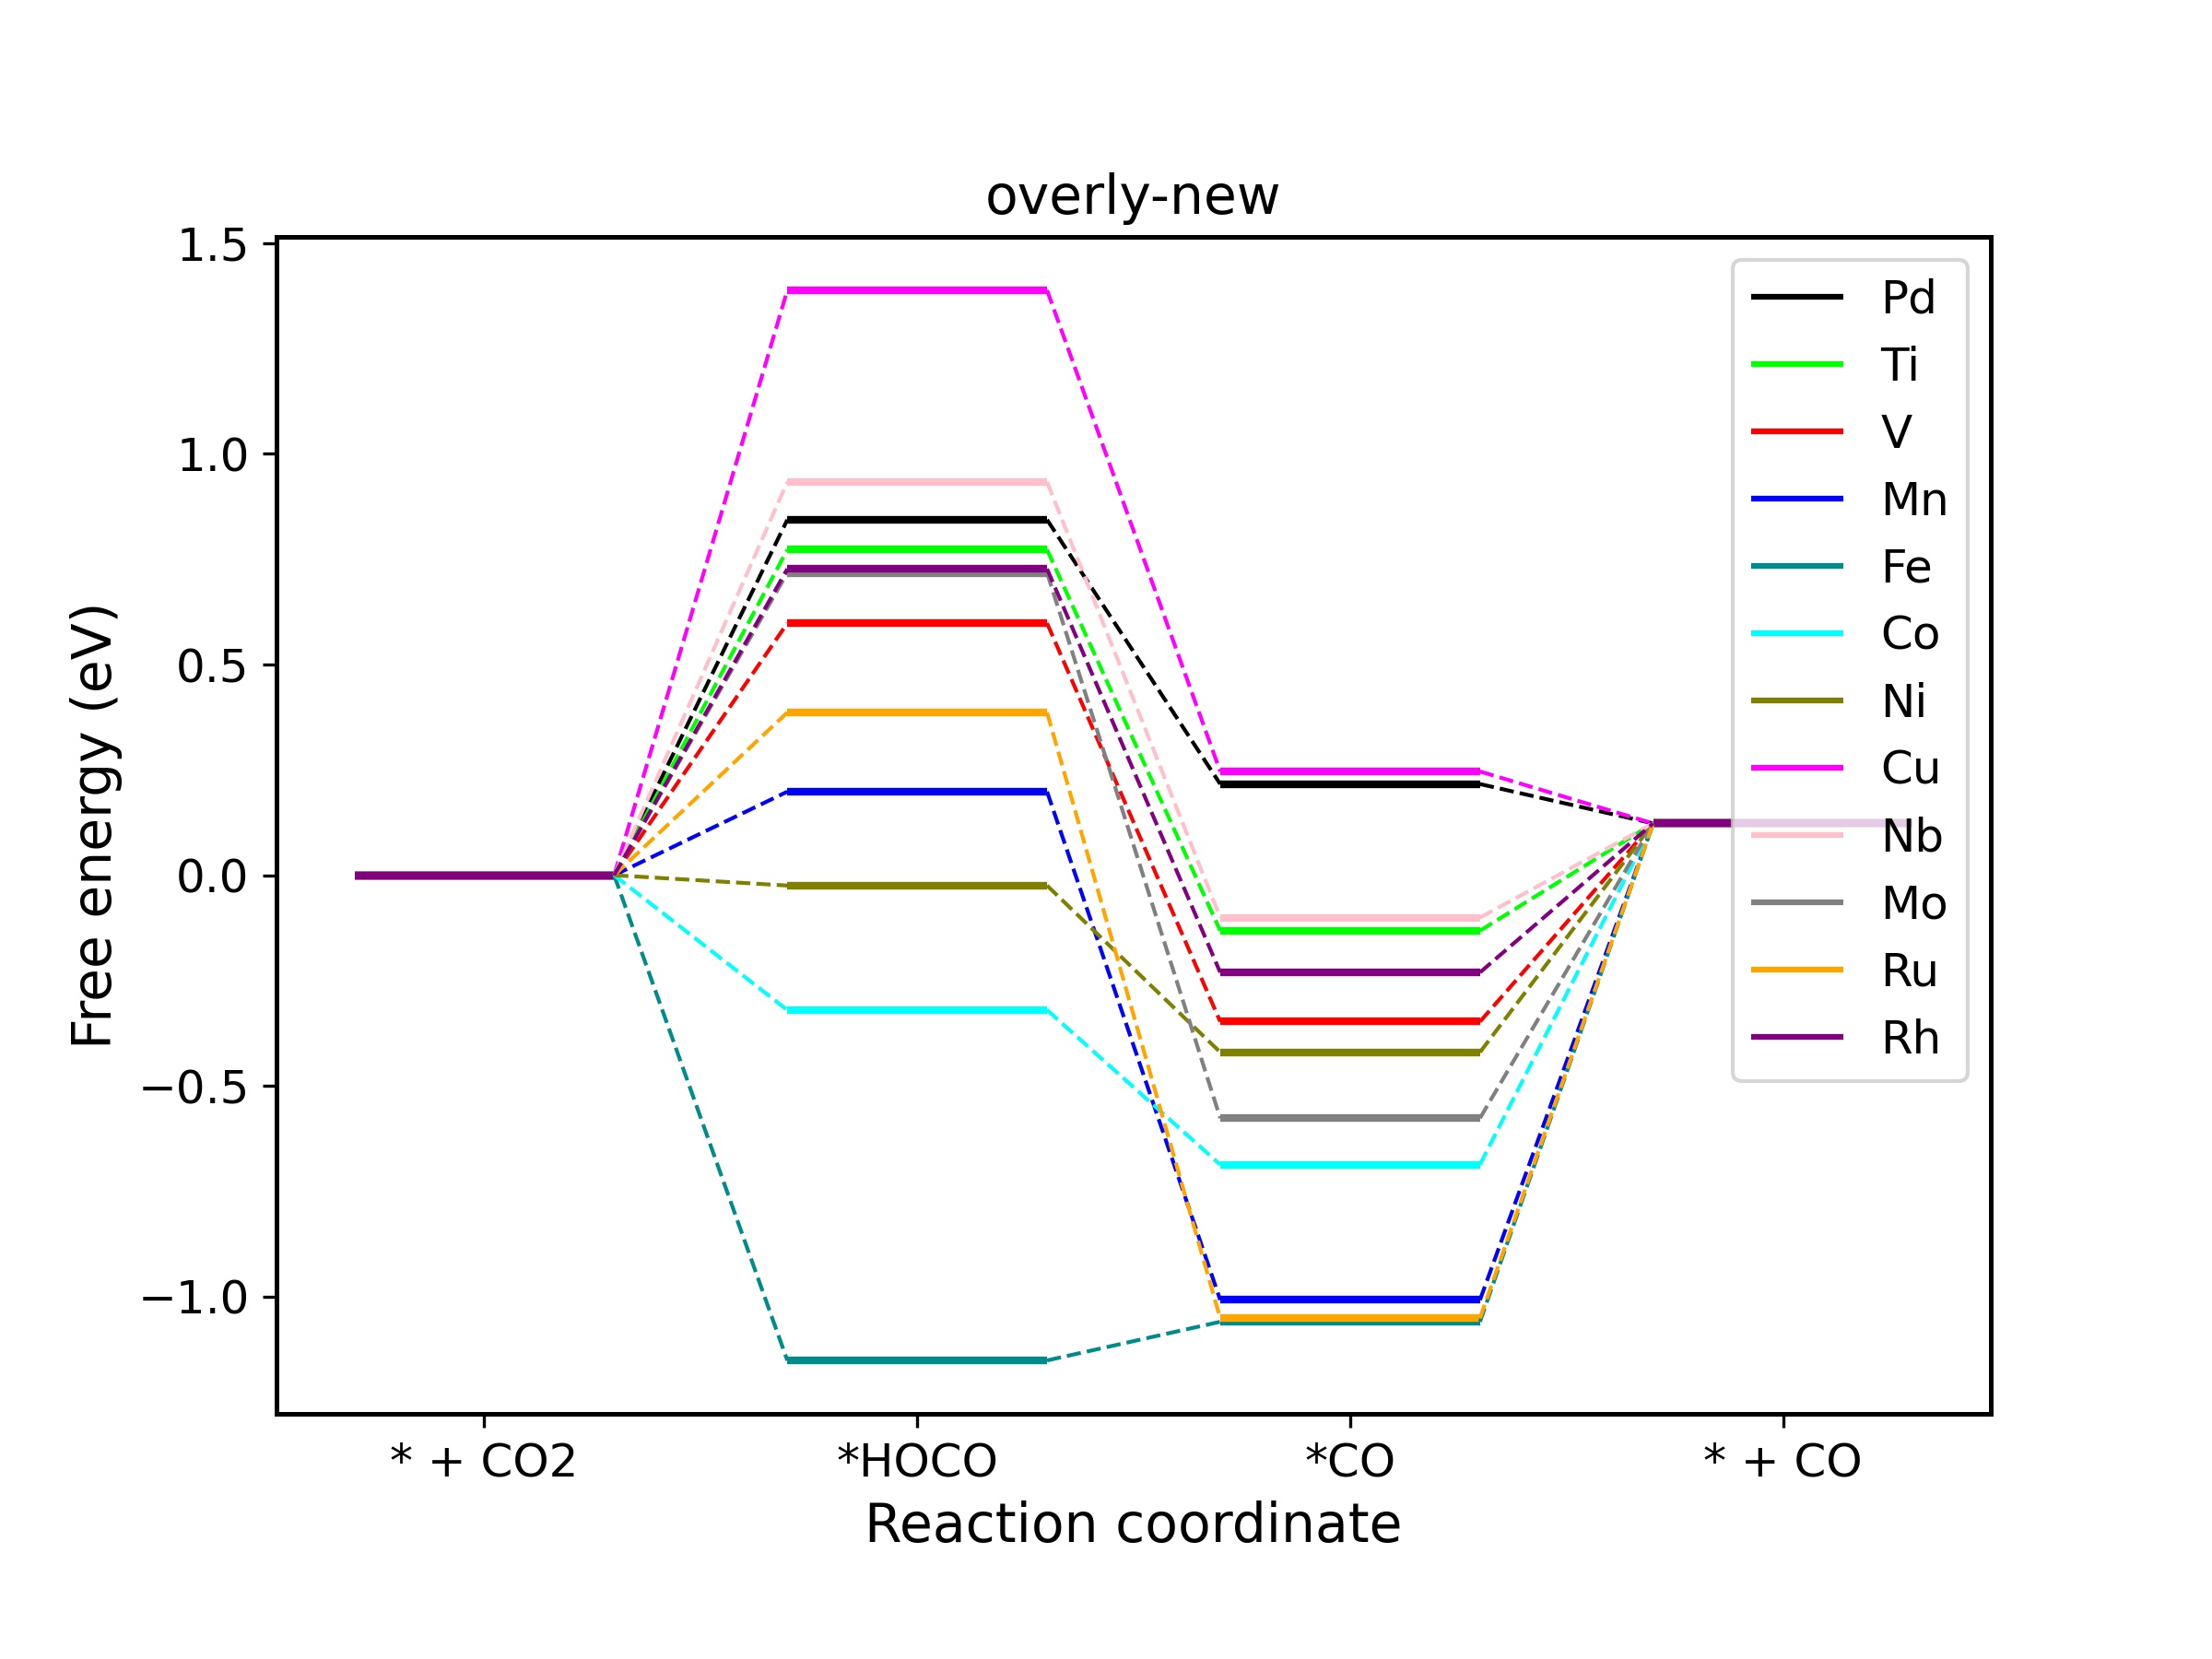 overly-new
1.5
1.0
0.5
0.0
−0.5
−1.0
Free energy (eV)
Pd
Ti
V
Mn
Fe
Co
Ni
Cu
Nb
Mo
Ru
Rh
* + CO2
*HOCO
*CO
* + CO
Reaction coordinate